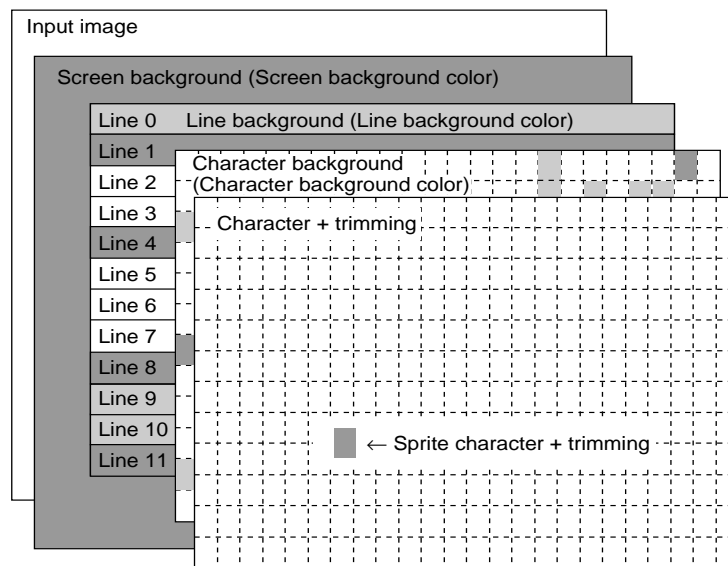 Input image
Screen background (Screen background color)
Line 0 Line background (Line background color)
Line 1
Character background
(Character background color)
Line 2
Line 3
Character + trimming
Line 4
Line 5
Line 6
Line 7
Line 8
Line 9
Line 10
← Sprite character + trimming
Line 11